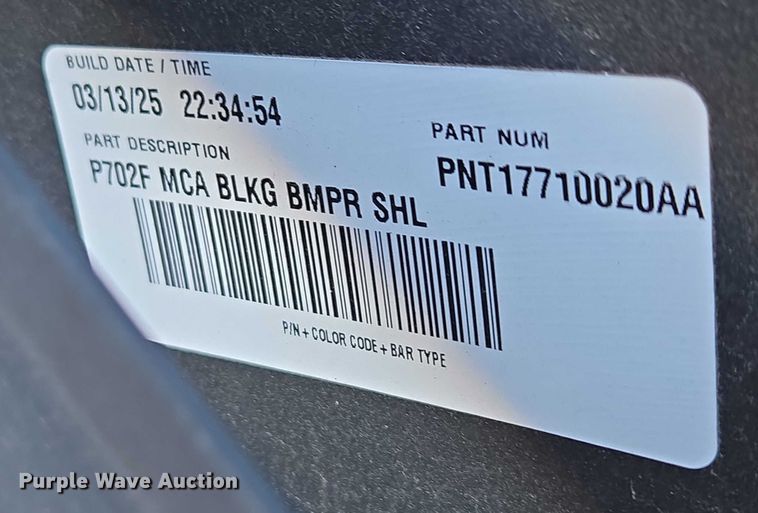 BUILD DATE / TIME
03/13/25 22:34:54
PART DESCRIPTION
P702F MCA BLKG BMPR SHL
PART NUM
PNT17710020AA
P/N + COLOR CODE + BAR TYPE
Purple Wave Auction